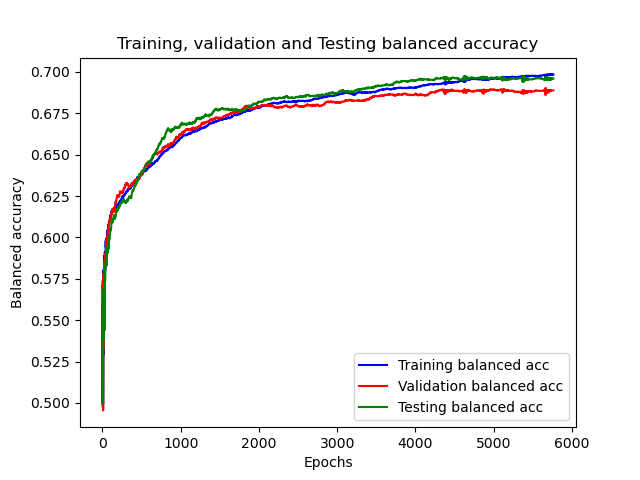 Training, validation and Testing balanced accuracy
Balanced accuracy
0.700
0.675
0.650
0.625
0.600
0.575
0.550
0.525
0.500
Training balanced acc
Validation balanced acc
Testing balanced acc
0 1000 2000 3000 4000 5000 6000
Epochs